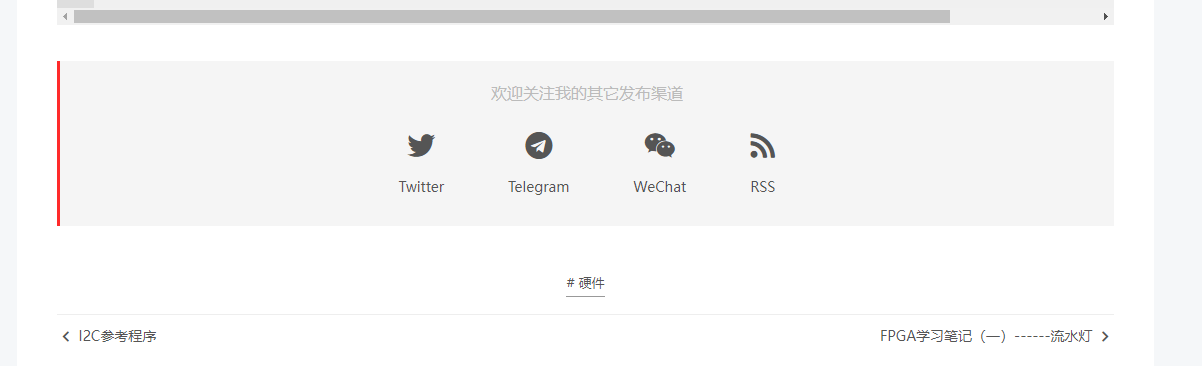 欢迎关注我的其它发布渠道
Twitter Telegram WeChat RSS
# 硬件
I2C参考程序 FPGA学习笔记（一）------流水灯